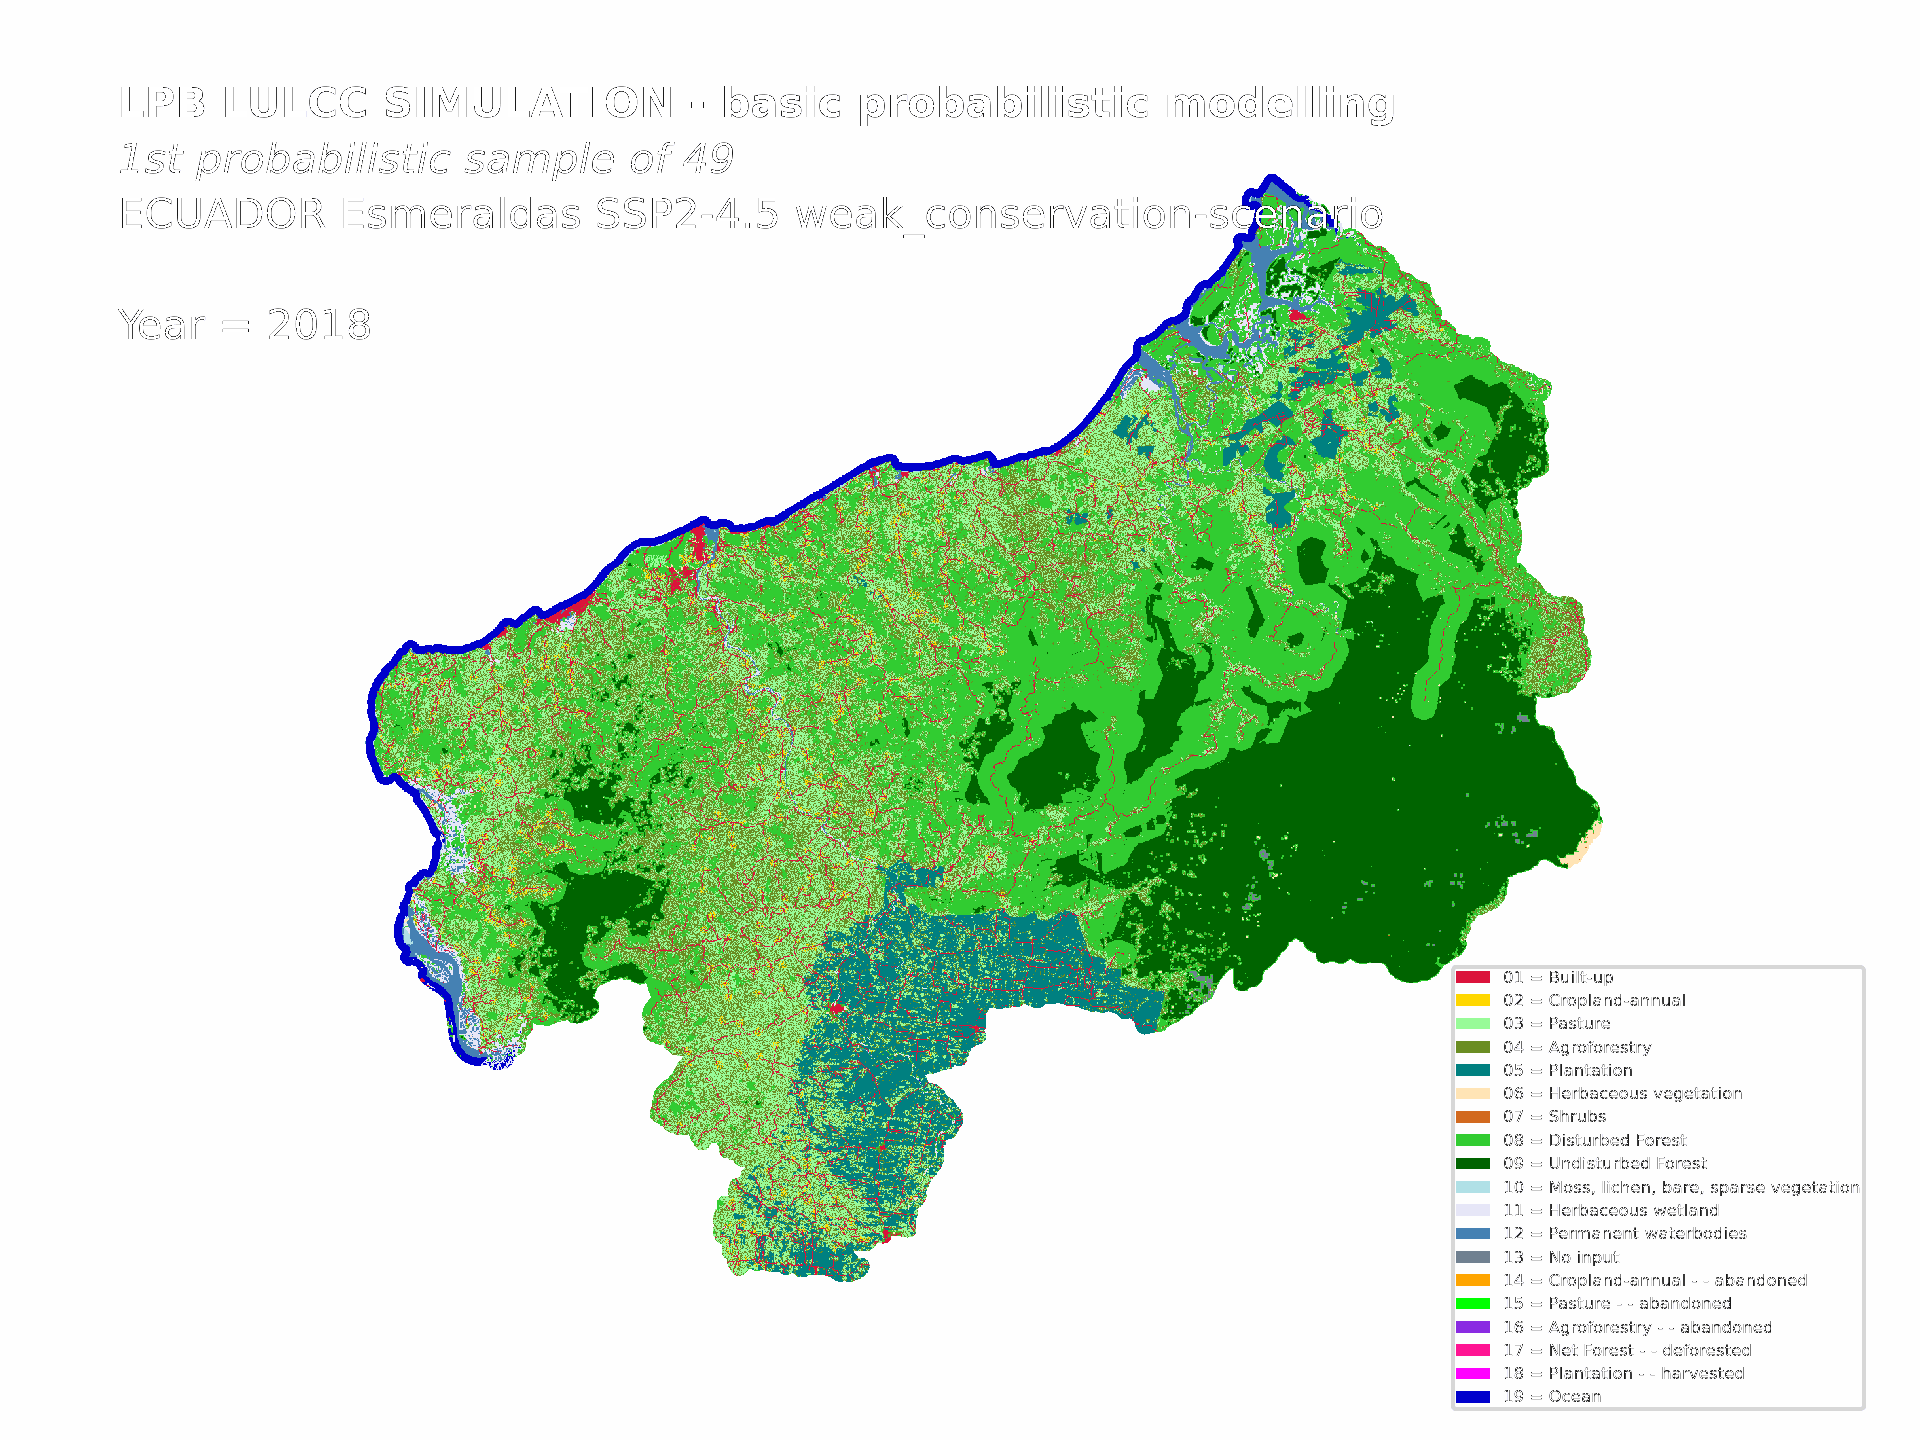 LPB LULCC SIMULATION - basic probabilistic modelling
1st probabilistic sample of 49
ECUADOR Esmeraldas SSP2-4.5 weak_conservation-scenario
Year = 2018
01 = Built-up
02 = Cropland-annual
03 = Pasture
04 = Agroforestry
05 = Plantation
06 = Herbaceous vegetation
07 = Shrubs
08 = Disturbed Forest
09 = Undisturbed Forest
10 = Moss, lichen, bare, sparse vegetation
11 = Herbaceous wetland
12 = Permanent waterbodies
13 = No input
14 = Cropland-annual - - abandoned
15 = Pasture - - abandoned
16 = Agroforestry - - abandoned
17 = Net Forest - - deforested
18 = Plantation - - harvested
19 = Ocean